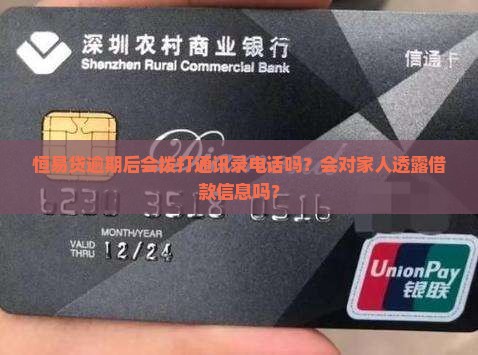 深圳农村商业银行
Shenzhen Rural Commercial Bank
信通卡
恒易贷逾期后会拨打通讯录电话吗？会对家人透露借
款信息吗？
6230 3518 0516
MONTH/YEAR
VALID THRU 12/24
UnionPay
银联